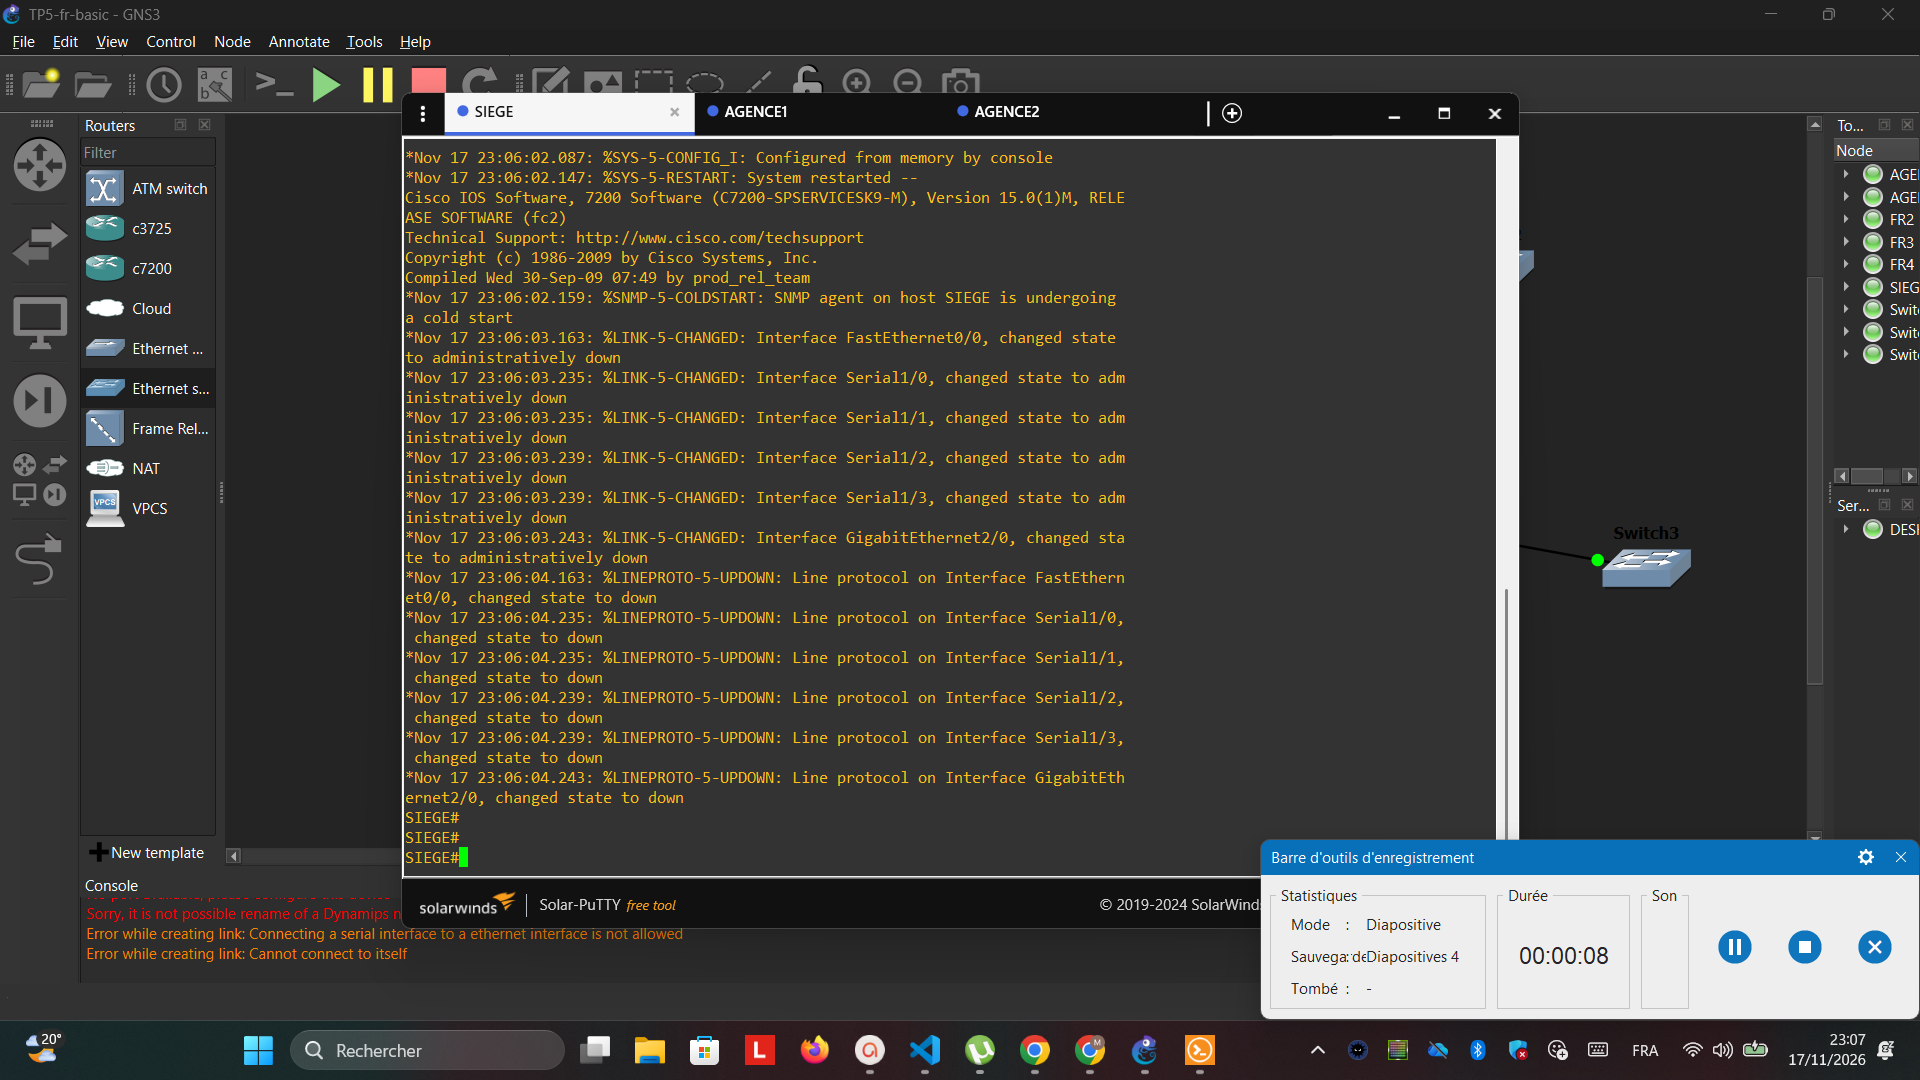 TP5-fr-basic - GNS3
File Edit View Control Node Annotate Tools Help
SIEGE
AGENCE1
AGENCE2
Routers
Filter
ATM switch
c3725
c7200
Cloud
Ethernet ...
Ethernet s...
Frame Rel...
NAT
VPCS
VPCS
New template
*Nov 17 23:06:02.087: %SYS-5-CONFIG_I: Configured from memory by console
*Nov 17 23:06:02.147: %SYS-5-RESTART: System restarted --
Cisco IOS Software, 7200 Software (C7200-SPSERVICESK9-M), Version 15.0(1)M, RELE
ASE SOFTWARE (fc2)
Technical Support: http://www.cisco.com/techsupport
Copyright (c) 1986-2009 by Cisco Systems, Inc.
Compiled Wed 30-Sep-09 07:49 by prod_rel_team
*Nov 17 23:06:02.159: %SNMP-5-COLDSTART: SNMP agent on host SIEGE is undergoing
a cold start
*Nov 17 23:06:03.163: %LINK-5-CHANGED: Interface FastEthernet0/0, changed state
to administratively down
*Nov 17 23:06:03.235: %LINK-5-CHANGED: Interface Serial1/0, changed state to adm
inistratively down
*Nov 17 23:06:03.235: %LINK-5-CHANGED: Interface Serial1/1, changed state to adm
inistratively down
*Nov 17 23:06:03.239: %LINK-5-CHANGED: Interface Serial1/2, changed state to adm
inistratively down
*Nov 17 23:06:03.239: %LINK-5-CHANGED: Interface Serial1/3, changed state to adm
inistratively down
*Nov 17 23:06:03.243: %LINK-5-CHANGED: Interface GigabitEthernet2/0, changed sta
te to administratively down
*Nov 17 23:06:04.163: %LINEPROTO-5-UPDOWN: Line protocol on Interface FastEthern
et0/0, changed state to down
*Nov 17 23:06:04.235: %LINEPROTO-5-UPDOWN: Line protocol on Interface Serial1/0,
changed state to down
*Nov 17 23:06:04.235: %LINEPROTO-5-UPDOWN: Line protocol on Interface Serial1/1,
changed state to down
*Nov 17 23:06:04.239: %LINEPROTO-5-UPDOWN: Line protocol on Interface Serial1/2,
changed state to down
*Nov 17 23:06:04.239: %LINEPROTO-5-UPDOWN: Line protocol on Interface Serial1/3,
changed state to down
*Nov 17 23:06:04.243: %LINEPROTO-5-UPDOWN: Line protocol on Interface GigabitEth
ernet2/0, changed state to down
SIEGE#
SIEGE#
SIEGE#
solarwinds
Solar-PuTTY free tool
© 2019-2024 SolarWinds
To...
Node
AGE
AGE
FR2
FR3
FR4
SIEG
Swit
Swit
Swit
Ser...
DESI
Switch3
Console
Sorry, it is not possible rename of a Dynamips n
Error while creating link: Connecting a serial interface to a ethernet interface is not allowed
Error while creating link: Cannot connect to itself
Barre d'outils d'enregistrement
Statistiques
Mode : Diapositive
Sauvega:deDiapositives 4
Tombé : -
Durée
00:00:08
Son
20°
Rechercher
FRA
23:07
17/11/2026